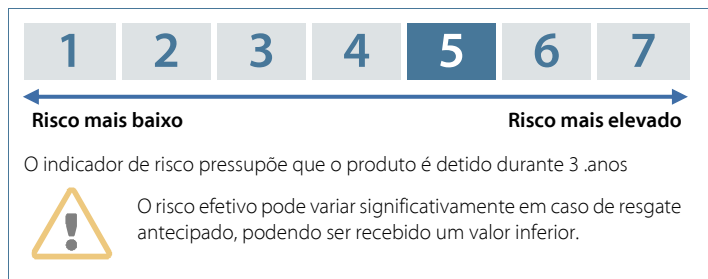 1 2 3 4 5 6 7
Risco mais baixo Risco mais elevado
O indicador de risco pressupõe que o produto é detido durante 3 .anos
O risco efetivo pode variar significativamente em caso de resgate
antecipado, podendo ser recebido um valor inferior.